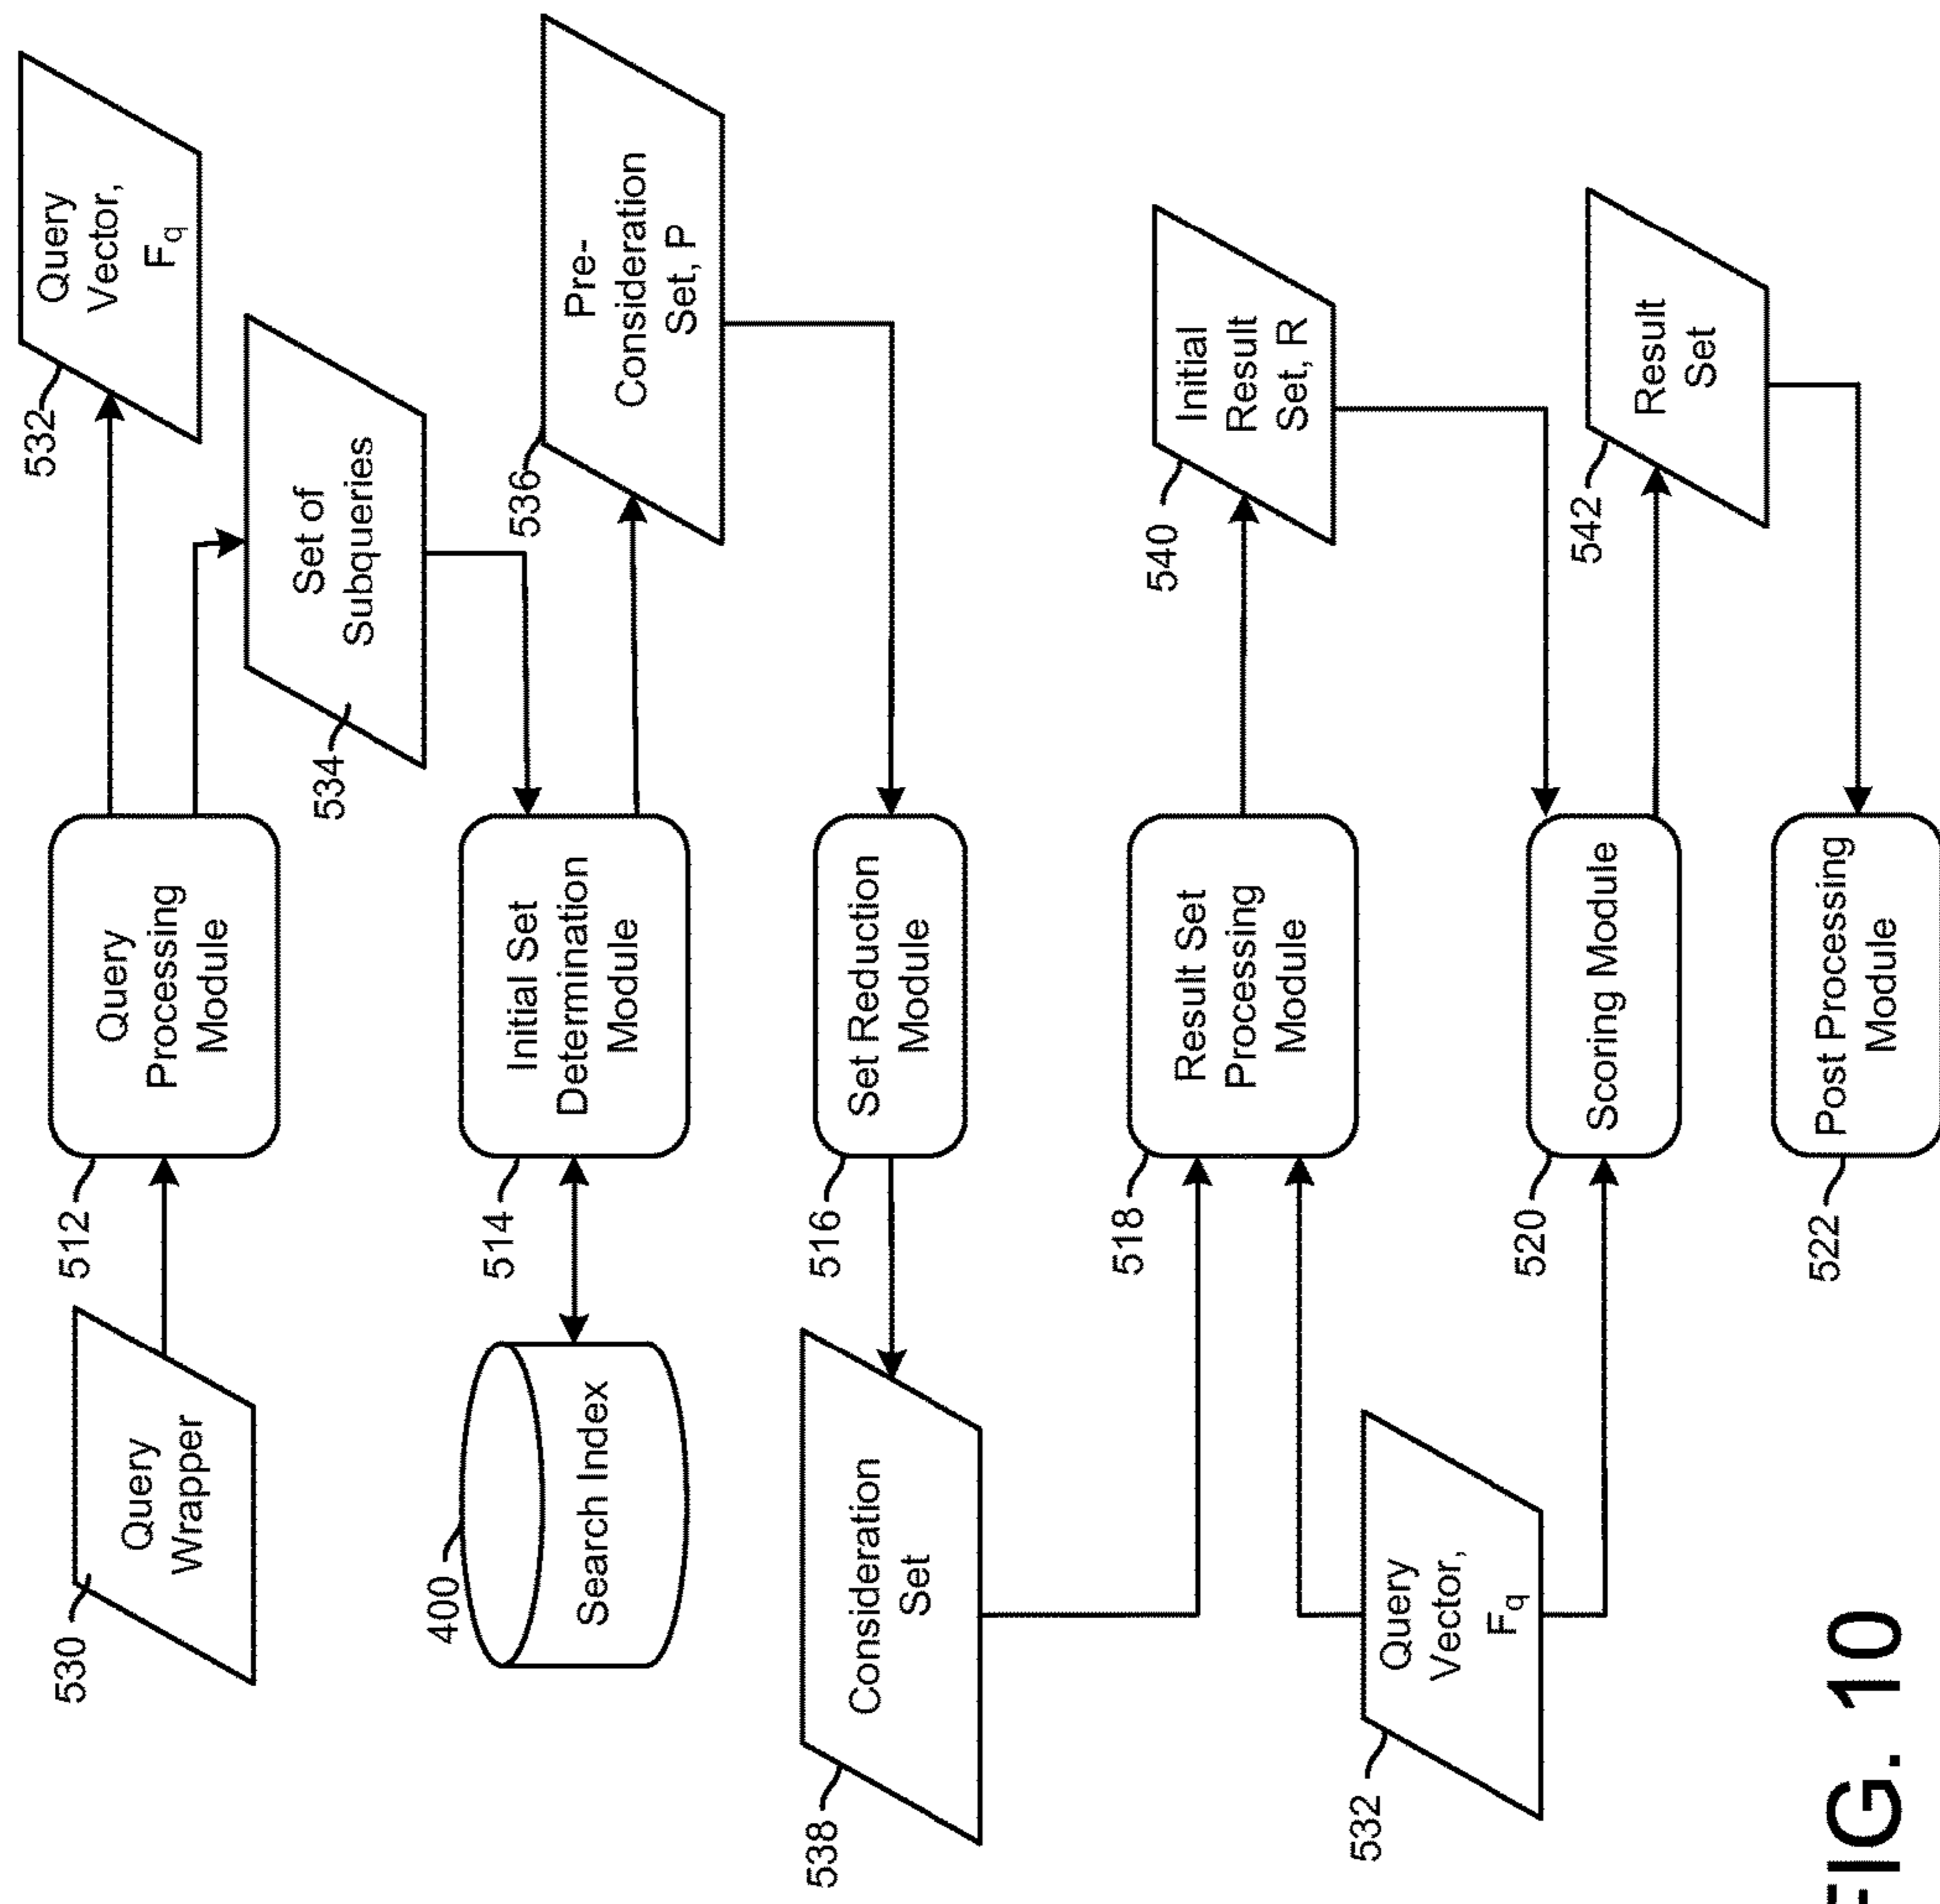 530
Query
Wrapper
512
Query
Processing
Module
532
Query
Vector,
Fq
534
Set of
Subqueries
400
Search Index
514
Initial Set
Determination
Module
536
Pre-
Consideration
Set, P
538
Consideration
Set
516
Set Reduction
Module
518
Result Set
Processing
Module
540
Initial
Result
Set, R
532
Query
Vector,
Fq
520
Scoring Module
542
Result
Set
522
Post Processing
Module
FIG. 10